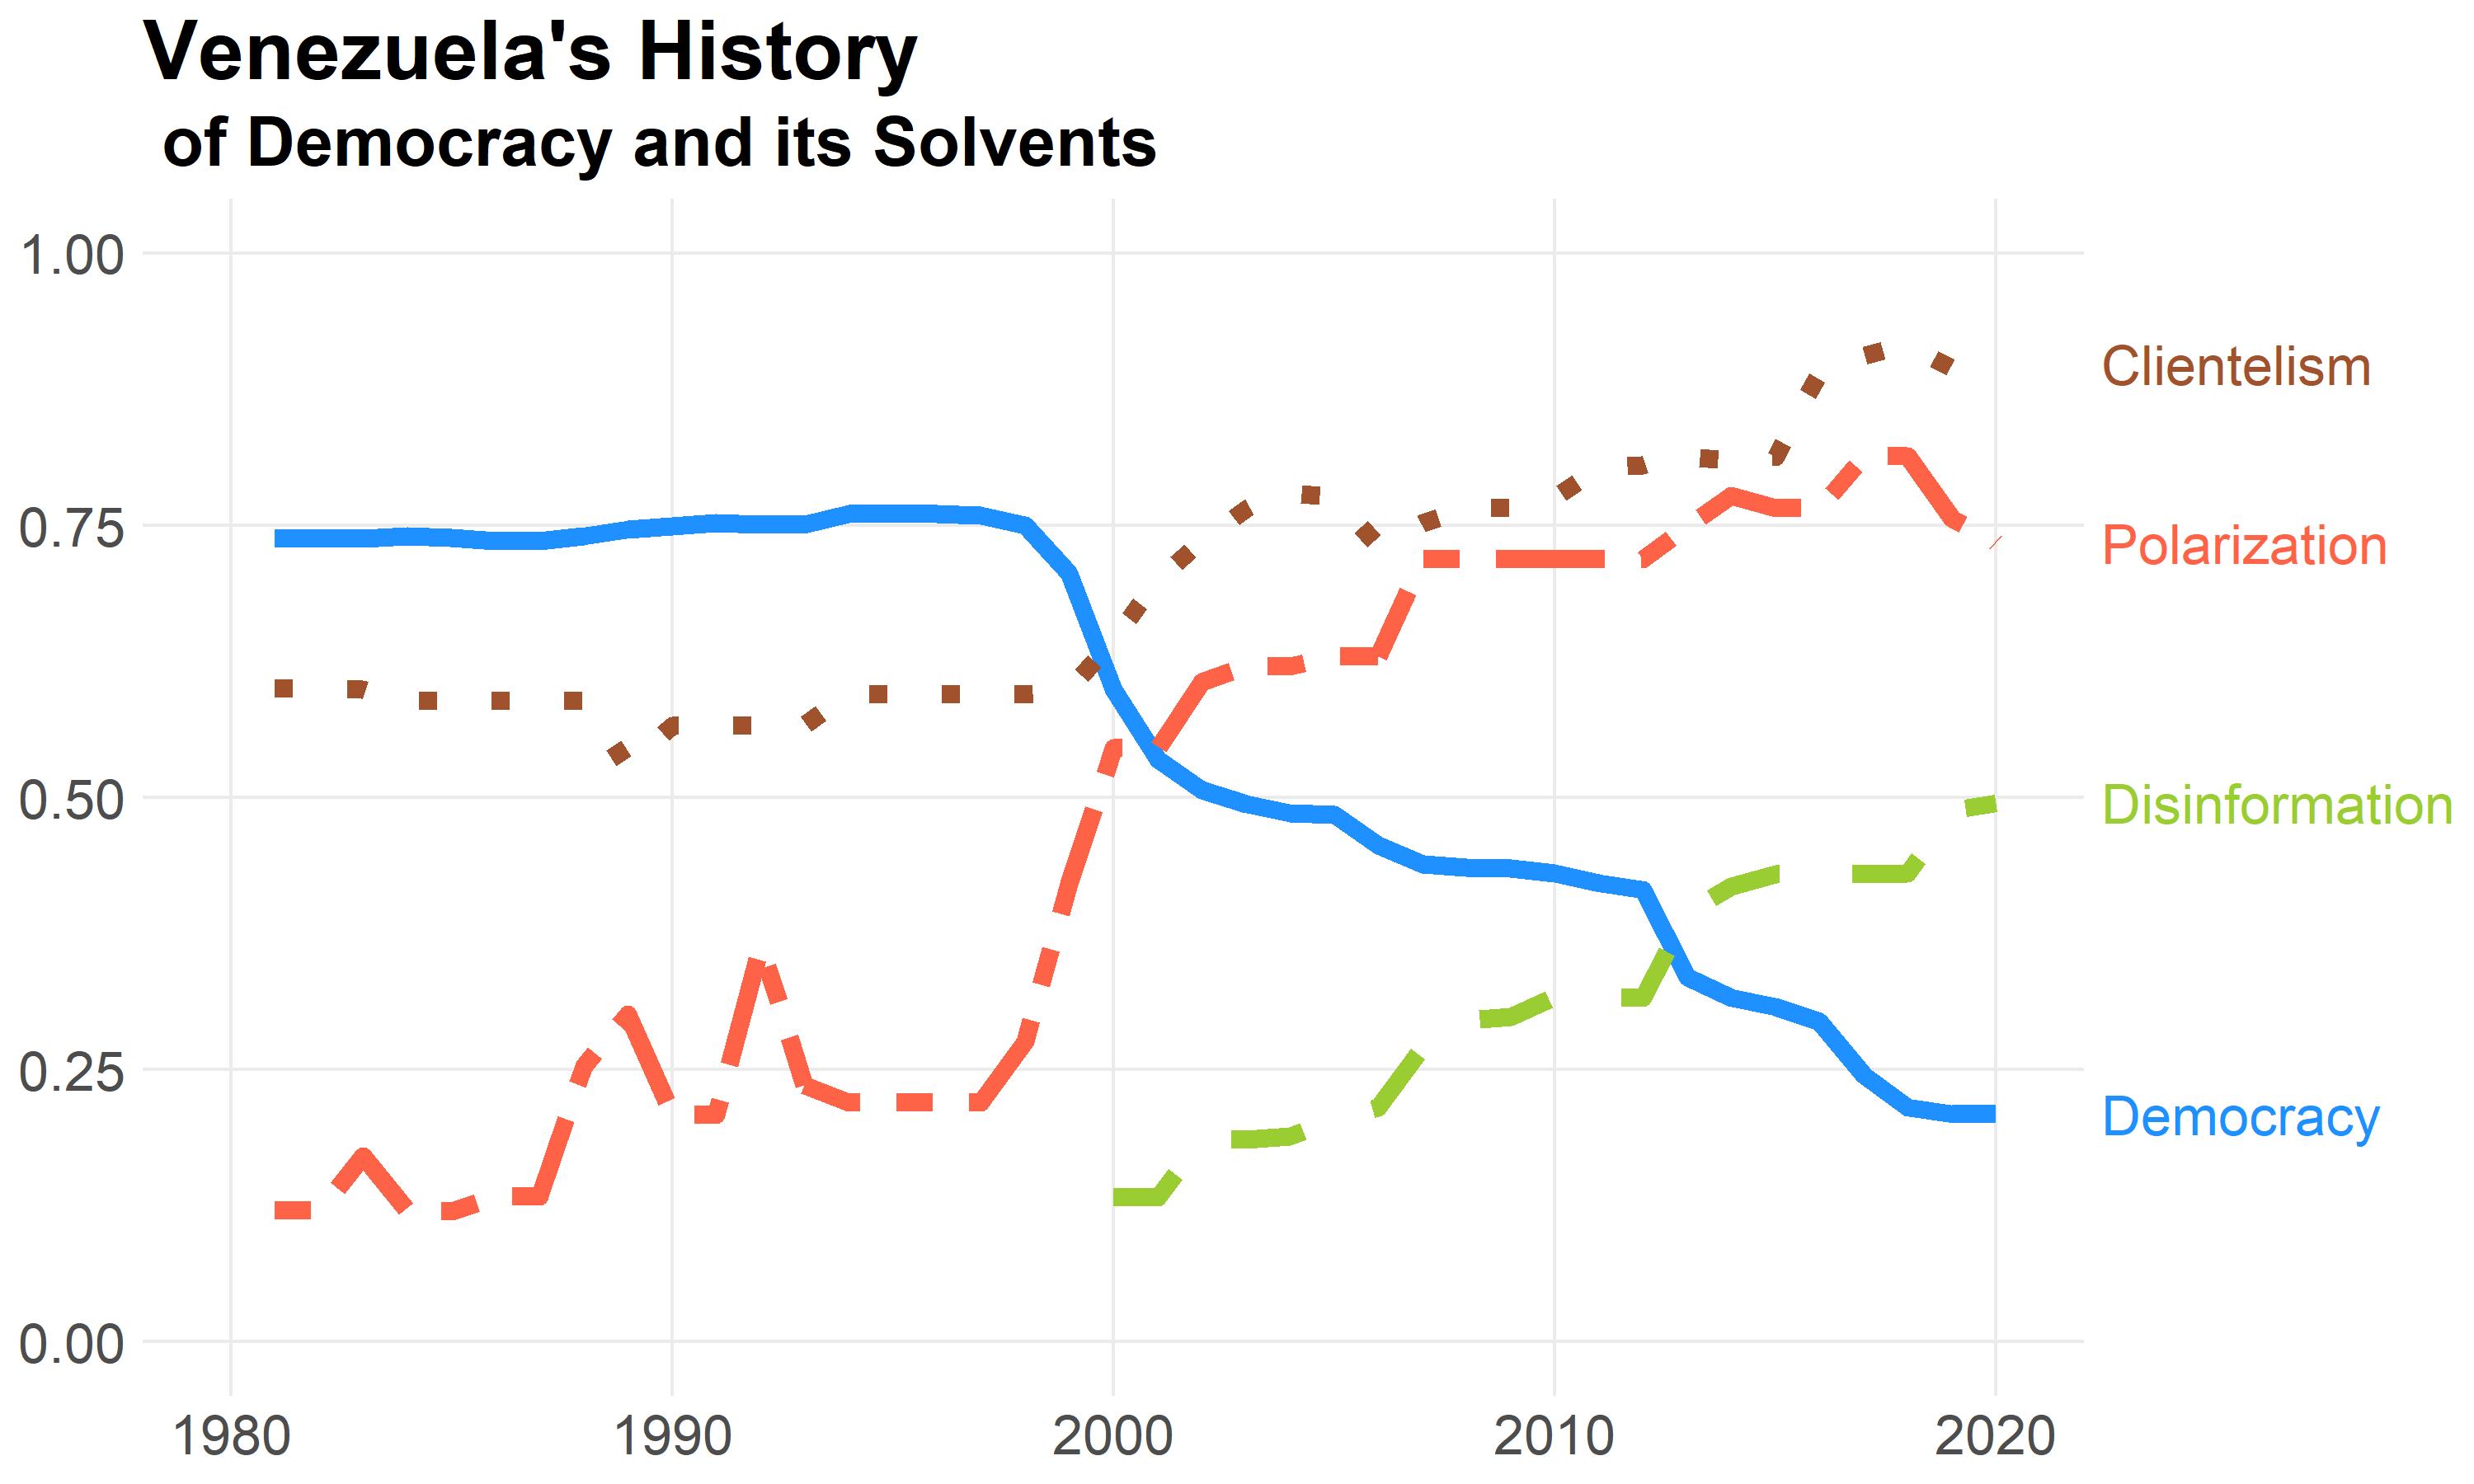 Venezuela's History
of Democracy and its Solvents
1.00
0.75
0.50
0.25
0.00
Clientelism
Polarization
Disinformation
Democracy
1980 1990 2000 2010 2020